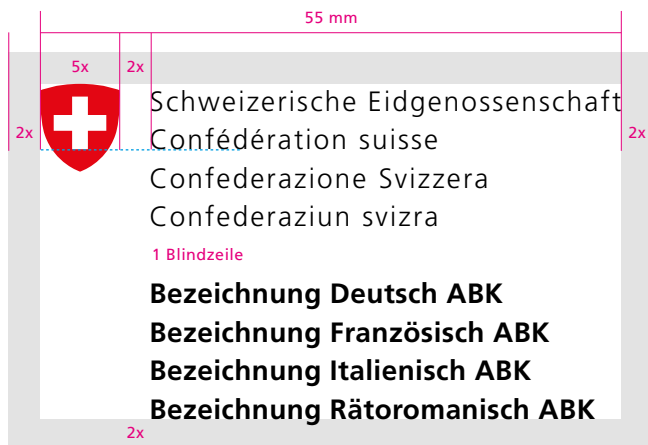 55 mm
5x 2x
2x 2x
Schweizerische Eidgenossenschaft
Confédération suisse
Confederazione Svizzera
Confederaziun svizra
1 Blindzeile
Bezeichnung Deutsch ABK
Bezeichnung Französisch ABK
Bezeichnung Italienisch ABK
Bezeichnung Rätoromanisch ABK
2x